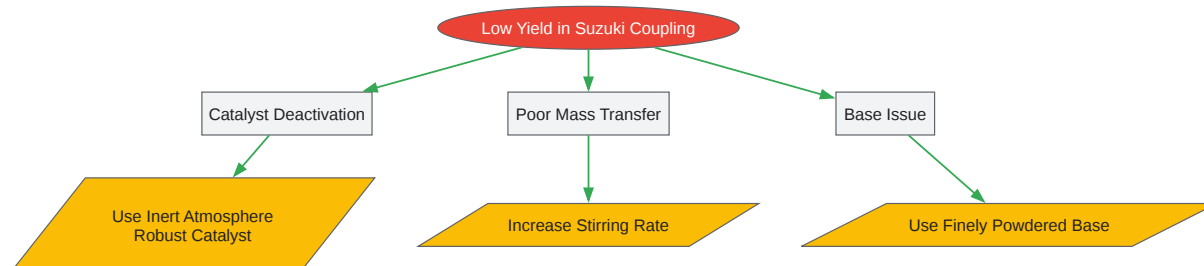 Low Yield in Suzuki Coupling
Catalyst Deactivation
Poor Mass Transfer
Base Issue
Use Inert Atmosphere
Robust Catalyst
Increase Stirring Rate
Use Finely Powdered Base